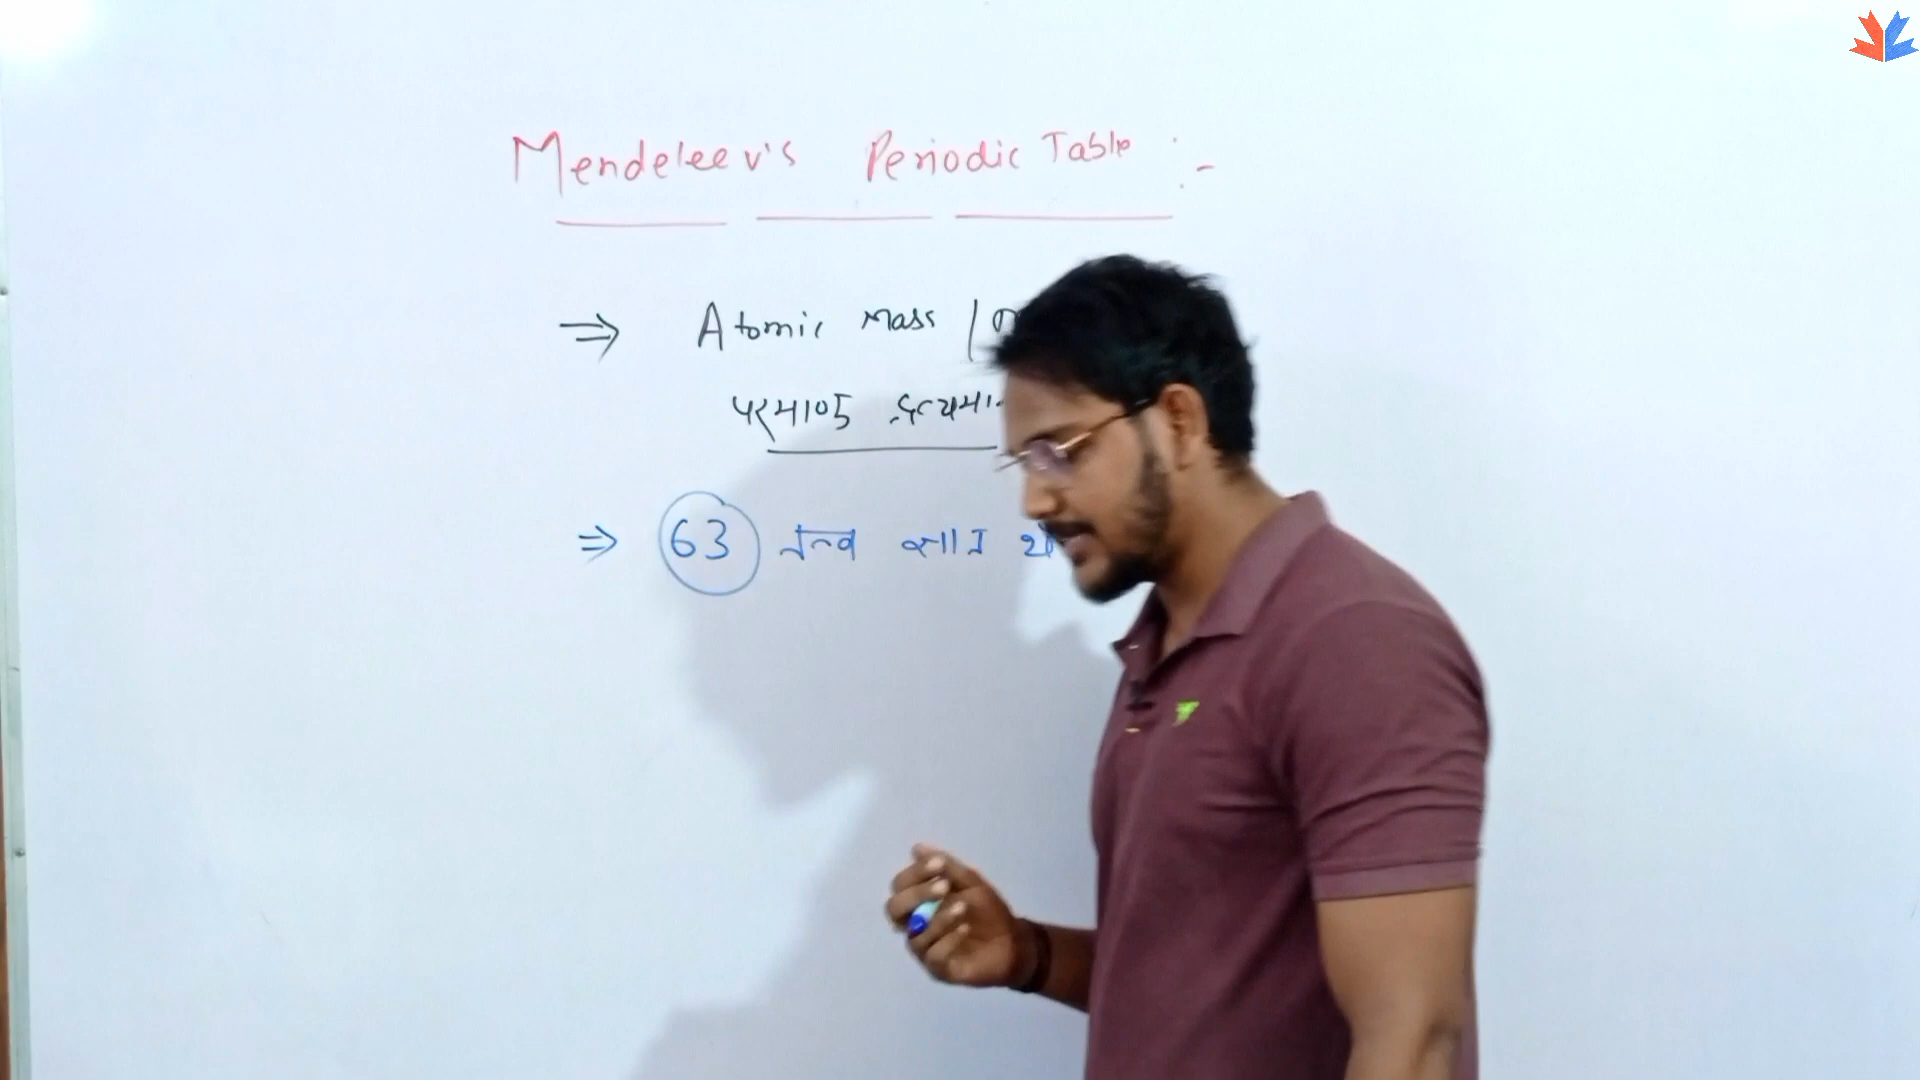 Mendeleev's Periodic Table :-
⇒ Atomic Mass /
परमाणु द्रव्यमान
⇒ 63 तत्व ज्ञात थे